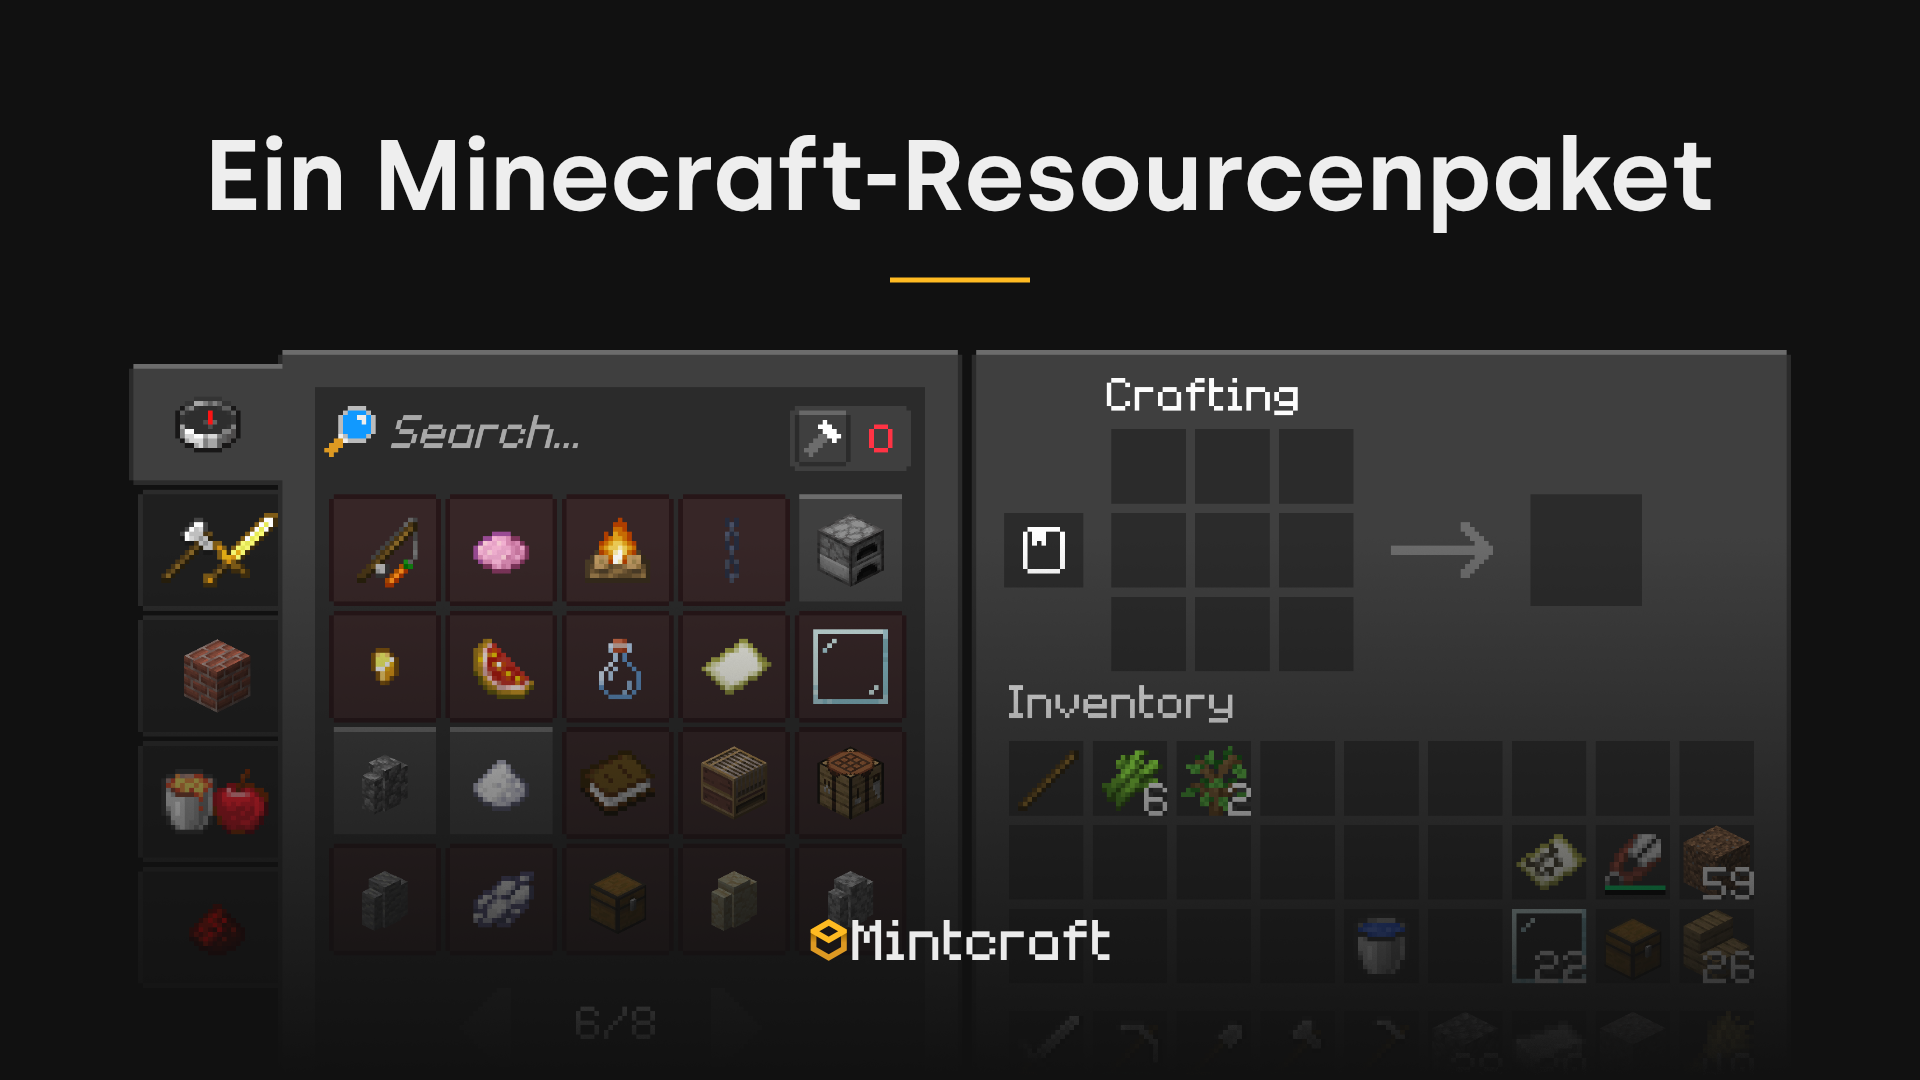 Ein Minecraft-Resourcenpaket
Search...
0
Crafting
Inventory
6
2
59
22
26
Mintcraft
6/8